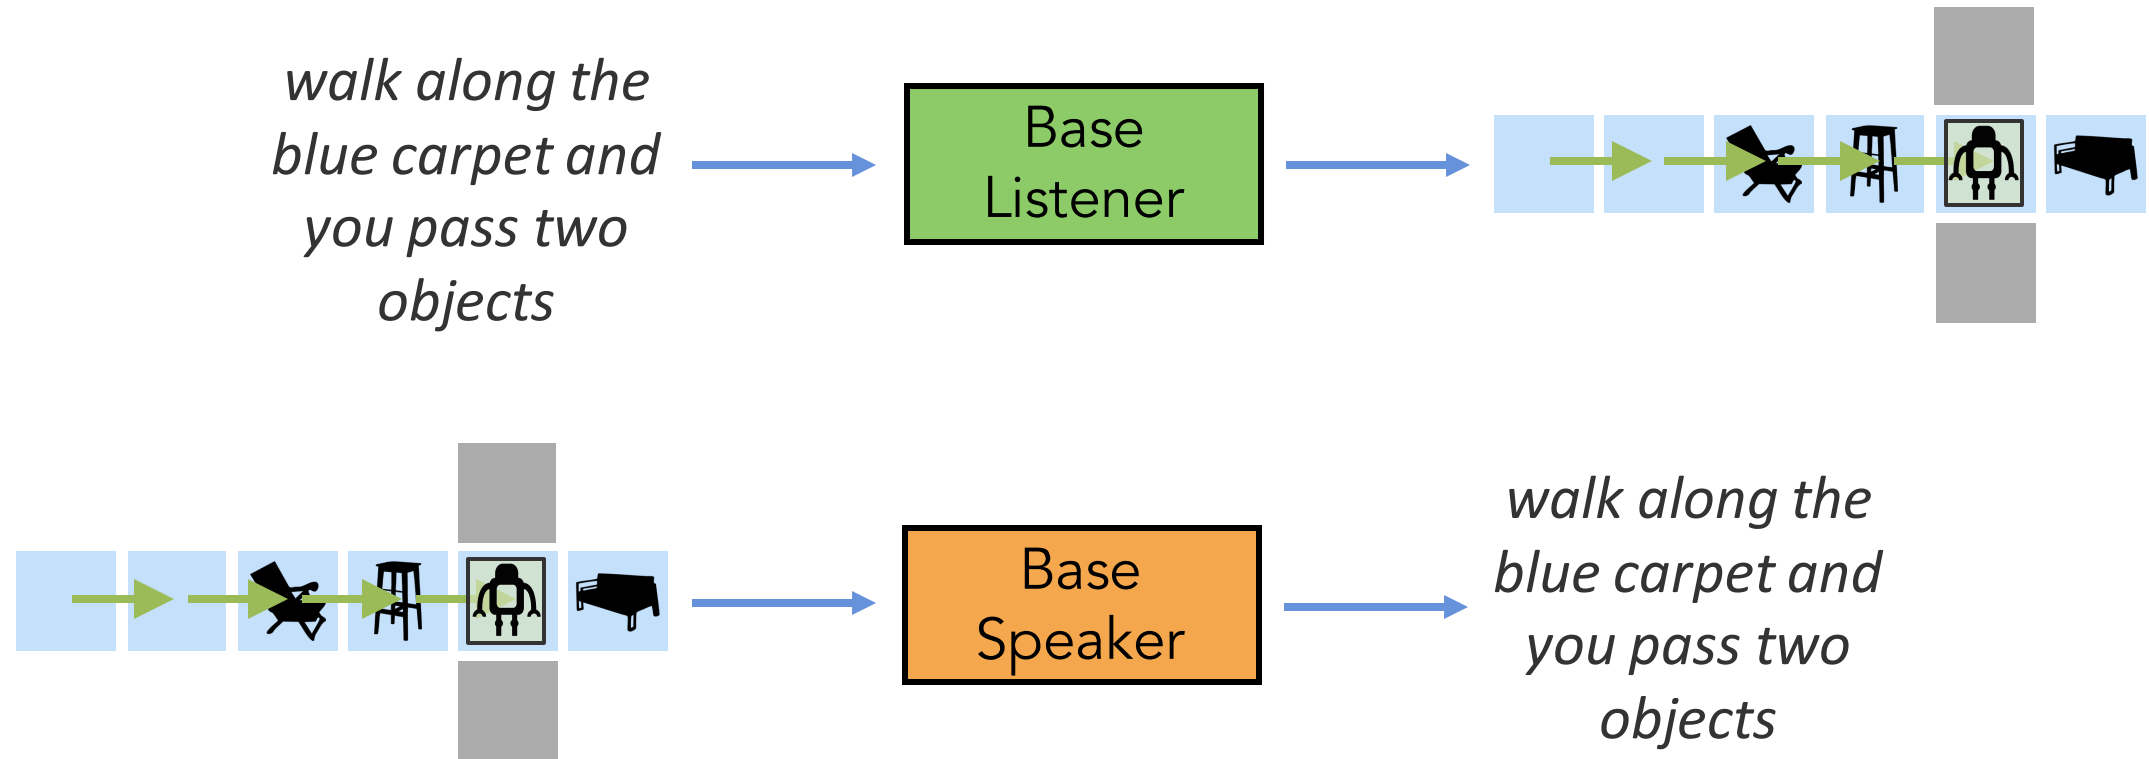 walk along the
blue carpet and
you pass two
objects
Base
Listener
Base
Speaker
walk along the
blue carpet and
you pass two
objects